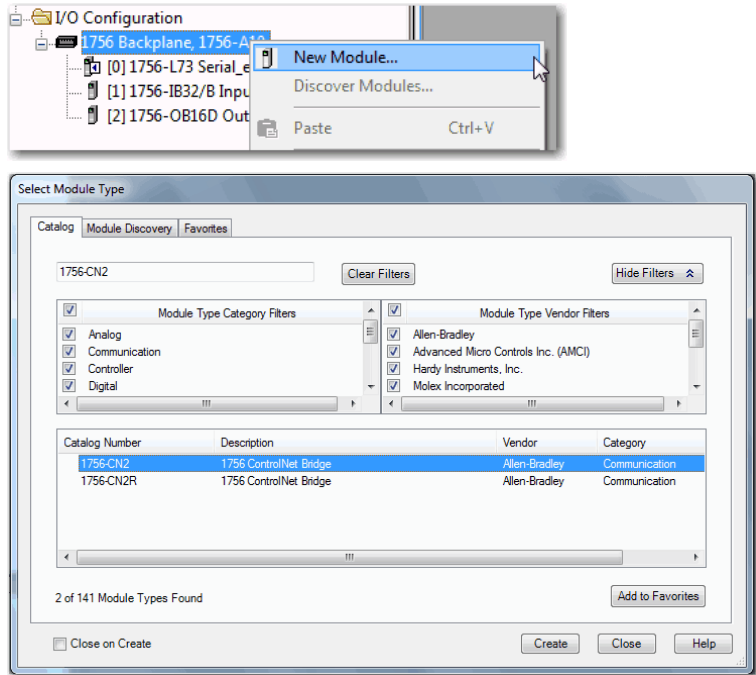 I/O Configuration
1756 Backplane, 1756-A10
[0] 1756-L73 Serial_e
[1] 1756-IB32/B Inpu
[2] 1756-OB16D Out
New Module...
Discover Modules...
Paste Ctrl+V
Select Module Type
Catalog Module Discovery Favorites
1756-CN2 Clear Filters Hide Filters
Module Type Category Filters Module Type Vendor Filters
Analog Allen-Bradley
Communication Advanced Micro Controls Inc. (AMCI)
Controller Hardy Instruments, Inc.
Digital Molex Incorporated
Catalog Number Description Vendor Category
1756-CN2 1756 ControlNet Bridge Allen-Bradley Communication
1756-CN2R 1756 ControlNet Bridge Allen-Bradley Communication
2 of 141 Module Types Found Add to Favorites
Close on Create Create Close Help